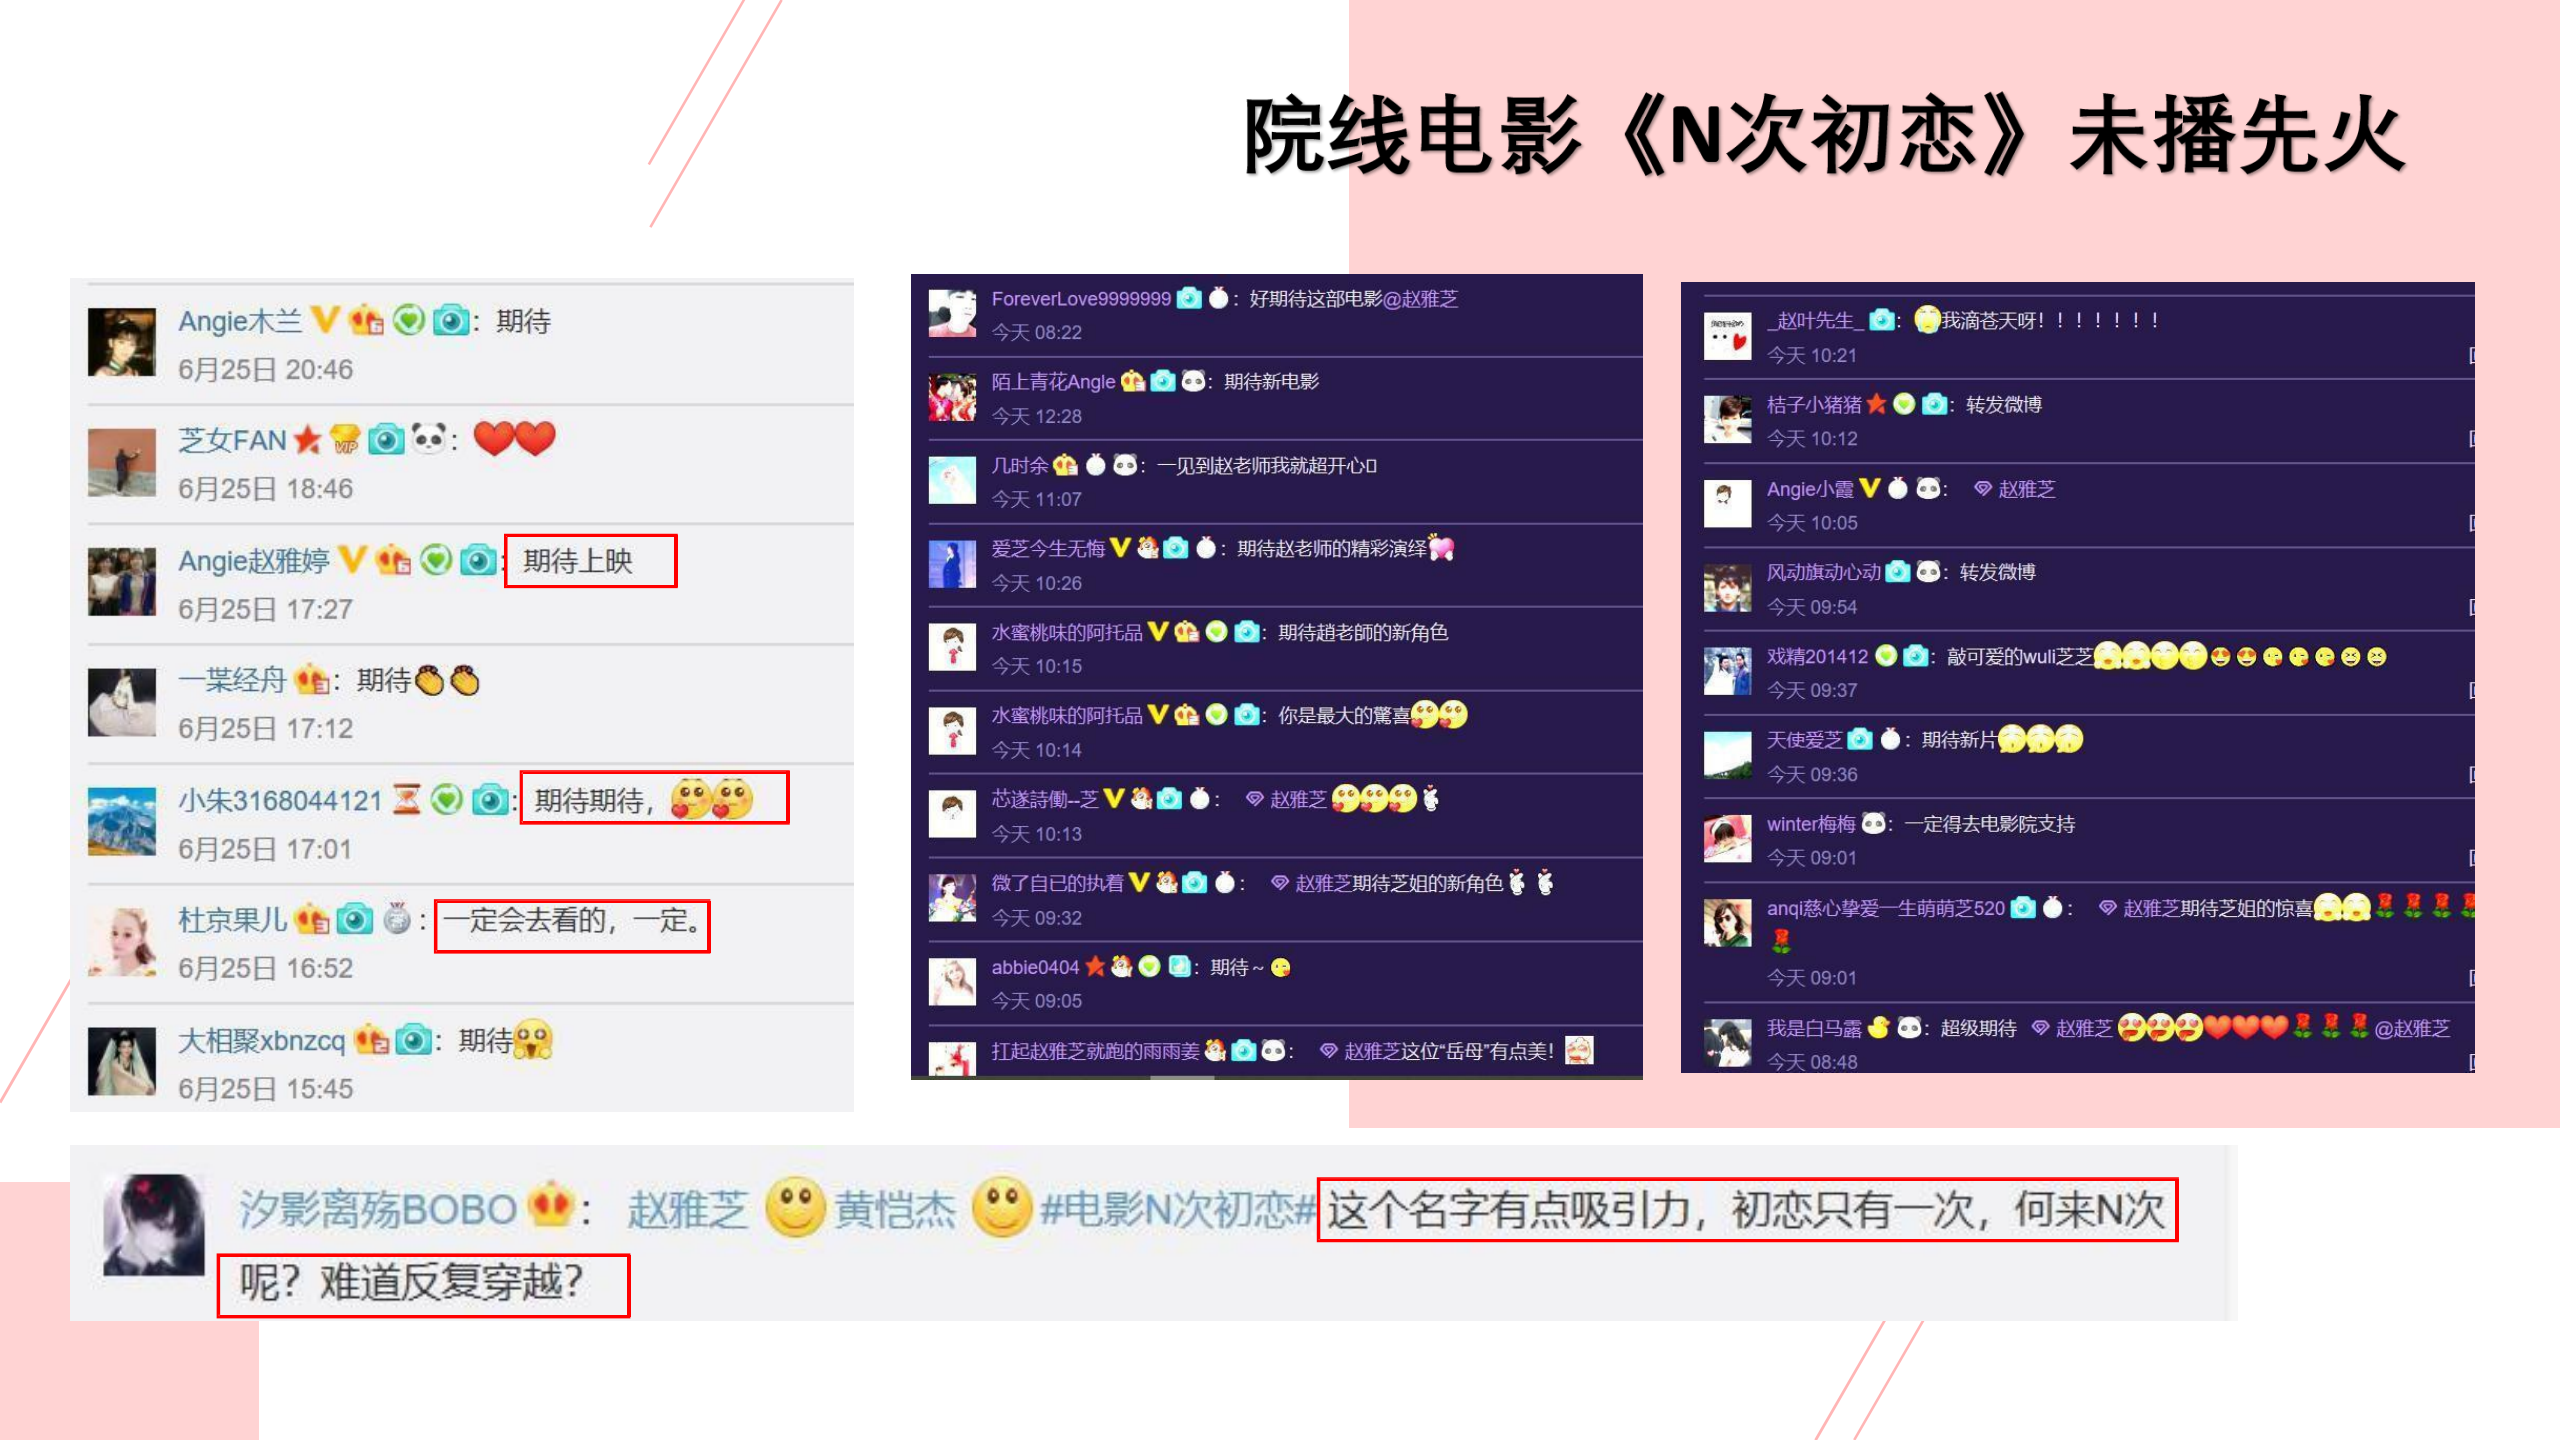 院线电影《N次初恋》未播先火
Angie木兰: 期待
6月25日 20:46
芝女FAN:
6月25日 18:46
Angie赵雅婷: 期待上映
6月25日 17:27
一枼经舟: 期待
6月25日 17:12
小朱3168044121: 期待期待，
6月25日 17:01
杜京果儿: 一定会去看的，一定。
6月25日 16:52
大相聚xbnzcq: 期待
6月25日 15:45
ForeverLove9999999: 好期待这部电影@赵雅芝
今天 08:22
陌上青花Angle: 期待新电影
今天 12:28
几时余: 一见到赵老师我就超开心
今天 11:07
爱芝今生无悔: 期待赵老师的精彩演绎
今天 10:26
水蜜桃味的阿托品: 期待趙老師的新角色
今天 10:15
水蜜桃味的阿托品: 你是最大的驚喜
今天 10:14
芯遂詩働--芝: 赵雅芝
今天 10:13
微了自已的执着: 赵雅芝期待芝姐的新角色
今天 09:32
abbie0404: 期待~
今天 09:05
扛起赵雅芝就跑的雨雨姜: 赵雅芝这位“岳母”有点美！
_赵叶先生_: 我滴苍天呀！！！！！！！
今天 10:21
桔子小猪猪: 转发微博
今天 10:12
Angie小霞: 赵雅芝
今天 10:05
风动旗动心动: 转发微博
今天 09:54
戏精201412: 敲可爱的wuli芝芝
今天 09:37
天使爱芝: 期待新片
今天 09:36
winter梅梅: 一定得去电影院支持
今天 09:01
anqi慈心挚爱一生萌萌芝520: 赵雅芝期待芝姐的惊喜
今天 09:01
我是白马露: 超级期待 赵雅芝@赵雅芝
今天 08:48
汐影离殇BOBO: 赵雅芝 黄恺杰 #电影N次初恋#这个名字有点吸引力，初恋只有一次，何来N次
呢？难道反复穿越？